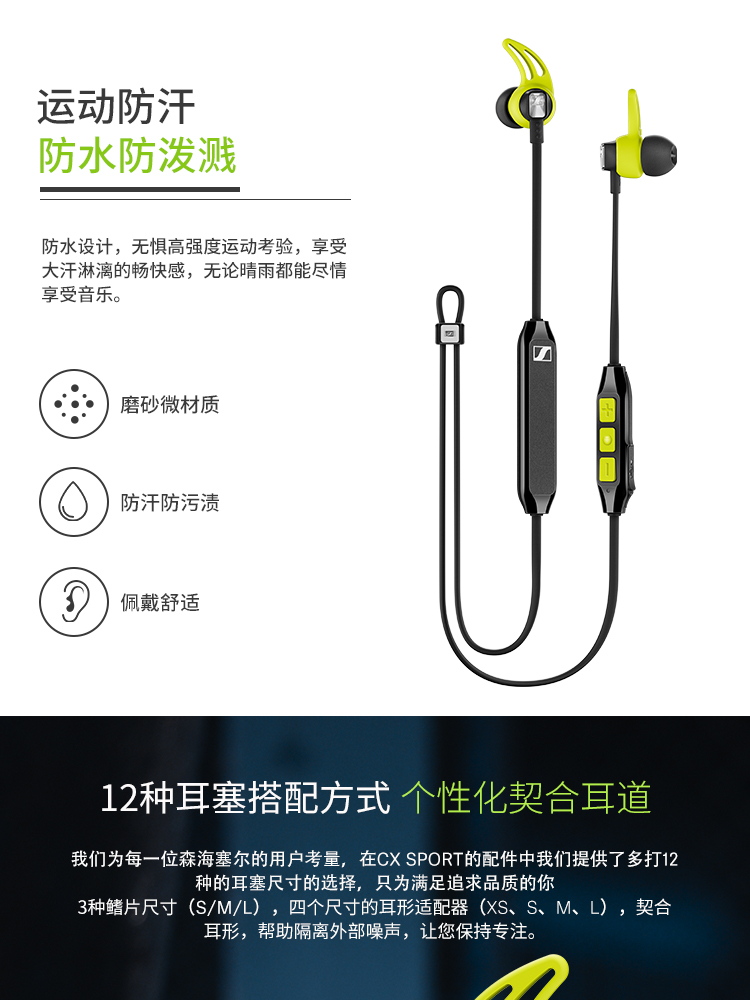 运动防汗
防水防泼溅
防水设计，无惧高强度运动考验，享受
大汗淋漓的畅快感，无论晴雨都能尽情
享受音乐。
磨砂微材质
防汗防污渍
佩戴舒适
12种耳塞搭配方式 个性化契合耳道
我们为每一位森海塞尔的用户考量，在CX SPORT的配件中我们提供了多打12
种的耳塞尺寸的选择，只为满足追求品质的你
3种鳍片尺寸（S/M/L），四个尺寸的耳形适配器（XS、S、M、L），契合
耳形，帮助隔离外部噪声，让您保持专注。